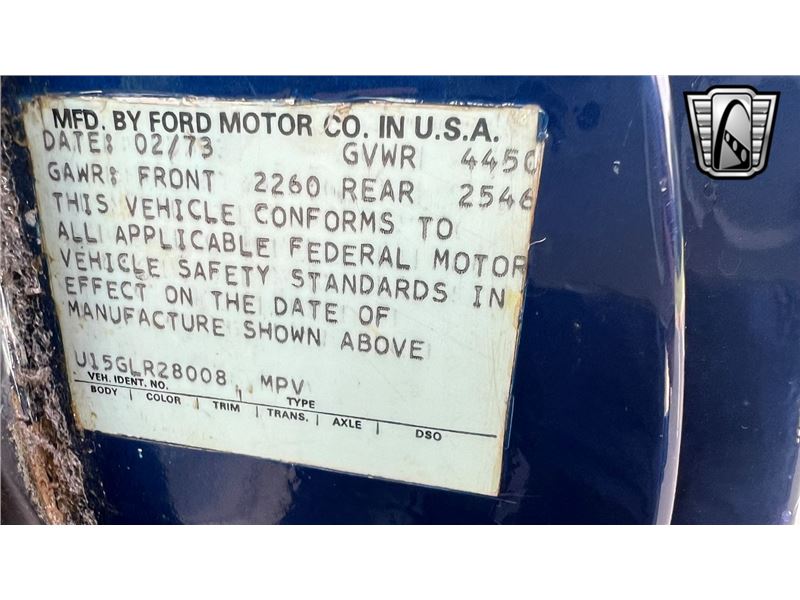 MFD. BY FORD MOTOR CO. IN U.S.A.
DATE: 02/73 GVWR 4450
GAWR: FRONT 2260 REAR 2546
THIS VEHICLE CONFORMS TO
ALL APPLICABLE FEDERAL MOTOR
VEHICLE SAFETY STANDARDS IN
EFFECT ON THE DATE OF
MANUFACTURE SHOWN ABOVE
U15GLR28008 MPV
VEH. IDENT. NO. TYPE
BODY COLOR TRIM TRANS. AXLE DSO